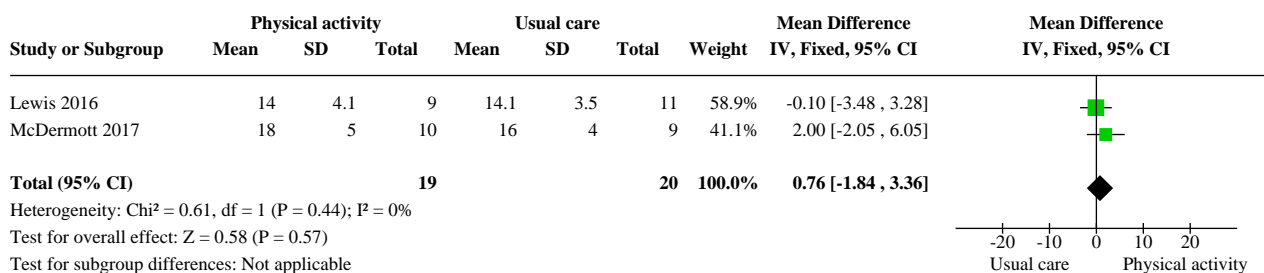 Physical activity Usual care Mean Difference Mean Difference
Study or Subgroup Mean SD Total Mean SD Total Weight IV, Fixed, 95% CI IV, Fixed, 95% CI
Lewis 2016 14 4.1 9 14.1 3.5 11 58.9% -0.10 [-3.48 , 3.28]
McDermott 2017 18 5 10 16 4 9 41.1% 2.00 [-2.05 , 6.05]
Total (95% CI) 19 20 100.0% 0.76 [-1.84 , 3.36]
Heterogeneity: Chi² = 0.61, df = 1 (P = 0.44); I² = 0%
Test for overall effect: Z = 0.58 (P = 0.57)
-20 -10 0 10 20
Test for subgroup differences: Not applicable
Usual care Physical activity